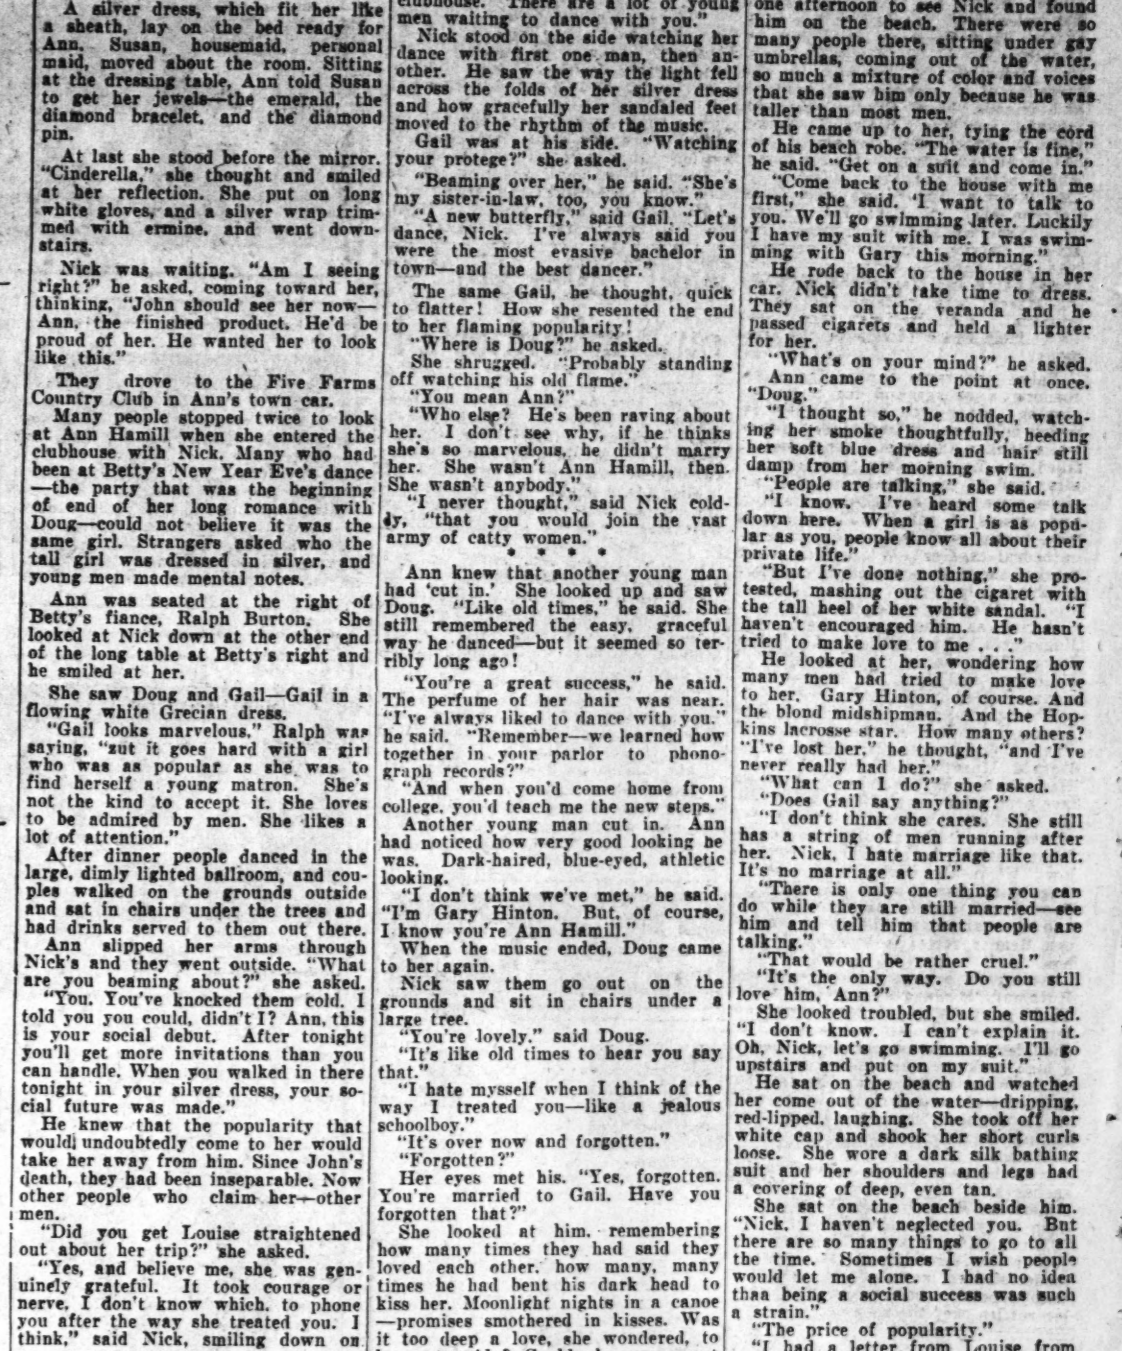 A silver dress, which fit her like
a sheath, lay on the bed ready for
Ann. Susan, housemaid, personal
maid, moved about the room. Sitting
at the dressing table, Ann told Susan
to get her jewels—the emerald, the
diamond bracelet, and the diamond
pin.
At last she stood before the mirror.
"Cinderella," she thought and smiled
at her reflection. She put on long
white gloves, and a silver wrap trim-
med with ermine, and went down-
stairs.
Nick was waiting. "Am I seeing
right?" he asked, coming toward her,
thinking, "John should see her now—
Ann, the finished product. He'd be
proud of her. He wanted her to look
like this."
They drove to the Five Farms
Country Club in Ann's town car.
Many people stopped twice to look
at Ann Hamill when she entered the
clubhouse with Nick. Many who had
been at Betty's New Year Eve's dance
—the party that was the beginning
of end of her long romance with
Doug—could not believe it was the
same girl. Strangers asked who the
tall girl was dressed in silver, and
young men made mental notes.
Ann was seated at the right of
Betty's fiance, Ralph Burton. She
looked at Nick down at the other end
of the long table at Betty's right and
he smiled at her.
She saw Doug and Gail—Gail in a
flowing white Grecian dress.
"Gail looks marvelous," Ralph was
saying, "but it goes hard with a girl
who was as popular as she was to
find herself a young matron. She's
not the kind to accept it. She loves
to be admired by men. She likes a
lot of attention."
After dinner people danced in the
large, dimly lighted ballroom, and cou-
ples walked on the grounds outside
and sat in chairs under the trees and
had drinks served to them out there.
Ann slipped her arms through
Nick's and they went outside. "What
are you beaming about?" she asked.
"You. You've knocked them cold. I
told you you could, didn't I? Ann, this
is your social debut. After tonight
you'll get more invitations than you
can handle. When you walked in there
tonight in your silver dress, your so-
cial future was made."
He knew that the popularity that
would undoubtedly come to her would
take her away from him. Since John's
death, they had been inseparable. Now
other people who claim her—other
men.
"Did you get Louise straightened
out about her trip?" she asked.
"Yes, and believe me, she was gen-
uinely grateful. It took courage or
nerve, I don't know which, to phone
you after the way she treated you. I
think," said Nick, smiling down on
clubhouse. There are a lot of young
men waiting to dance with you."
Nick stood on the side watching her
dance with first one man, then an-
other. He saw the way the light fell
across the folds of her silver dress
and how gracefully her sandaled feet
moved to the rhythm of the music.
Gail was at his side. "Watching
your protege?" she asked.
"Beaming over her," he said. "She's
my sister-in-law, too, you know."
"A new butterfly," said Gail. "Let's
dance, Nick. I've always said you
were the most evasive bachelor in
town—and the best dancer."
The same Gail, he thought, quick
to flatter! How she resented the end
to her flaming popularity!
"Where is Doug?" he asked.
She shrugged. "Probably standing
off watching his old flame."
"You mean Ann?"
"Who else? He's been raving about
her. I don't see why, if he thinks
she's so marvelous, he didn't marry
her. She wasn't Ann Hamill, then.
She wasn't anybody."
"I never thought," said Nick cold-
ly, "that you would join the vast
army of catty women."
* * * *
Ann knew that another young man
had 'cut in.' She looked up and saw
Doug. "Like old times," he said. She
still remembered the easy, graceful
way he danced—but it seemed so ter-
ribly long ago!
"You're a great success," he said.
The perfume of her hair was near.
"I've always liked to dance with you."
he said. "Remember—we learned how
together in your parlor to phono-
graph records?"
"And when you'd come home from
college, you'd teach me the new steps."
Another young man cut in. Ann
had noticed how very good looking he
was. Dark-haired, blue-eyed, athletic
looking.
"I don't think we've met," he said.
"I'm Gary Hinton. But, of course,
I know you're Ann Hamill."
When the music ended, Doug came
to her again.
Nick saw them go out on the
grounds and sit in chairs under a
large tree.
"You're lovely," said Doug.
"It's like old times to hear you say
that."
"I hate mysself when I think of the
way I treated you—like a jealous
schoolboy."
"It's over now and forgotten."
"Forgotten?"
Her eyes met his. "Yes, forgotten.
You're married to Gail. Have you
forgotten that?"
She looked at him, remembering
how many times they had said they
loved each other, how many, many
times he had bent his dark head to
kiss her. Moonlight nights in a canoe
—promises smothered in kisses. Was
it too deep a love, she wondered, to
one afternoon to see Nick and found
him on the beach. There were so
many people there, sitting under gay
umbrellas, coming out of the water,
so much a mixture of color and voices
that she saw him only because he was
taller than most men.
He came up to her, tying the cord
of his beach robe. "The water is fine,"
he said. "Get on a suit and come in."
"Come back to the house with me
first," she said. 'I want to talk to
you. We'll go swimming later. Luckily
I have my suit with me. I was swim-
ming with Gary this morning."
He rode back to the house in her
car. Nick didn't take time to dress.
They sat on the veranda and he
passed cigarets and held a lighter
for her.
"What's on your mind?" he asked.
Ann came to the point at once.
"Doug."
"I thought so," he nodded, watch-
ing her smoke thoughtfully, heeding
her soft blue dress and hair still
damp from her morning swim.
"People are talking," she said.
"I know. I've heard some talk
down here. When a girl is as popu-
lar as you, people know all about their
private life."
"But I've done nothing," she pro-
tested, mashing out the cigaret with
the tall heel of her white sandal. "I
haven't encouraged him. He hasn't
tried to make love to me . . ."
He looked at her, wondering how
many men had tried to make love
to her. Gary Hinton, of course. And
the blond midshipman. And the Hop-
kins lacrosse star. How many others?
"I've lost her," he thought, "and I've
never really had her."
"What can I do?" she asked.
"Does Gail say anything?"
"I don't think she cares. She still
has a string of men running after
her. Nick, I hate marriage like that.
It's no marriage at all."
"There is only one thing you can
do while they are still married—see
him and tell him that people are
talking."
"That would be rather cruel."
"It's the only way. Do you still
love him, Ann?"
She looked troubled, but she smiled.
"I don't know. I can't explain it.
Oh, Nick, let's go swimming. I'll go
upstairs and put on my suit."
He sat on the beach and watched
her come out of the water—dripping,
red-lipped, laughing. She took off her
white cap and shook her short curls
loose. She wore a dark silk bathing
suit and her shoulders and legs had
a covering of deep, even tan.
She sat on the beach beside him.
"Nick, I haven't neglected you. But
there are so many things to go to all
the time. Sometimes I wish people
would let me alone. I had no idea
thaa being a social success was such
a strain."
"The price of popularity."
"I had a letter from Louise from